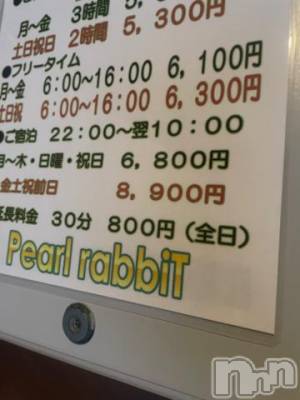 月～金 3時間 5,
土日祝日 2時間 5,300円
●フリータイム
月～金 6:00～16:00 6,100円
土日祝 6:00～16:00 6,300円
●ご宿泊 22:00～翌10:00
月～木・日曜・祝日 6,800円
金土祝前日 8,900円
延長料金 30分 800円（全日）
Pearl rabbiT